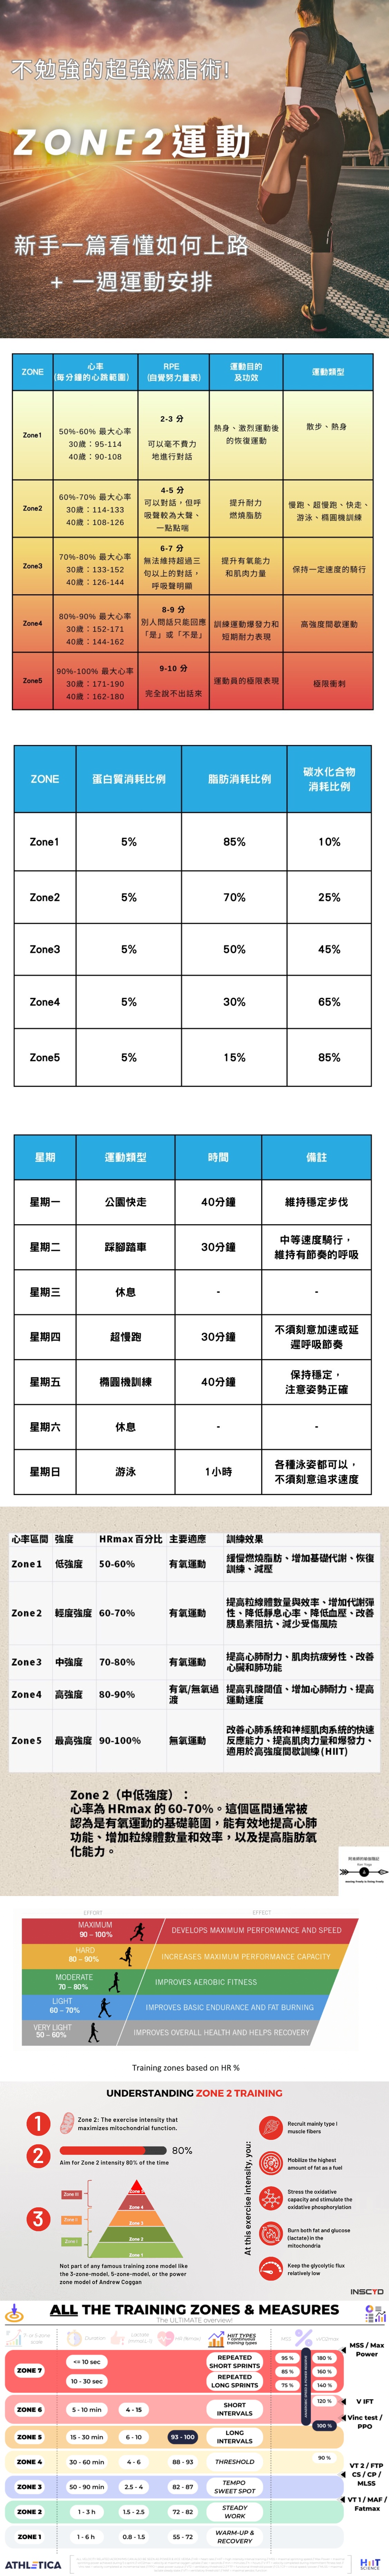 不勉強的超強燃脂術!
ZONE2運動
新手一篇看懂如何上路
+ 一週運動安排
ZONE
心率
(每分鐘的心跳範圍)
RPE
(自覺努力量表)
運動目的
及功效
運動類型
Zone1
50%-60% 最大心率
30歲：95-114
40歲：90-108
2-3 分
可以毫不費力
地進行對話
熱身、激烈運動後
的恢復運動
散步、熱身
Zone2
60%-70% 最大心率
30歲：114-133
40歲：108-126
4-5 分
可以對話，但呼
吸聲較為大聲、
一點點喘
提升耐力
燃燒脂肪
慢跑、超慢跑、快走、
游泳、橢圓機訓練
Zone3
70%-80% 最大心率
30歲：133-152
40歲：126-144
6-7 分
無法維持超過三
句以上的對話，
呼吸聲明顯
提升有氧能力
和肌肉力量
保持一定速度的騎行
Zone4
80%-90% 最大心率
30歲：152-171
40歲：144-162
8-9 分
別人問話只能回應
「是」或「不是」
訓練運動爆發力和
短期耐力表現
高強度間歇運動
Zone5
90%-100% 最大心率
30歲：171-190
40歲：162-180
9-10 分
完全說不出話來
運動員的極限表現
極限衝刺
ZONE 蛋白質消耗比例 脂肪消耗比例 碳水化合物
消耗比例
Zone1 5% 85% 10%
Zone2 5% 70% 25%
Zone3 5% 50% 45%
Zone4 5% 30% 65%
Zone5 5% 15% 85%
星期 運動類型 時間 備註
星期一 公園快走 40分鐘 維持穩定步伐
星期二 踩腳踏車 30分鐘 中等速度騎行，
維持有節奏的呼吸
星期三 休息 - -
星期四 超慢跑 30分鐘 不須刻意加速或延
遲呼吸節奏
星期五 橢圓機訓練 40分鐘 保持穩定，
注意姿勢正確
星期六 休息 - -
星期日 游泳 1小時 各種泳姿都可以，
不須刻意追求速度
心率區間 強度 HRmax 百分比 主要適應 訓練效果
Zone1 低強度 50-60% 有氧運動 緩慢燃燒脂肪、增加基礎代謝、恢復
訓練、減壓
Zone2 輕度強度 60-70% 有氧運動 提高粒線體數量與效率、增加代謝彈
性、降低靜息心率、降低血壓、改善
胰島素阻抗、減少受傷風險
Zone3 中強度 70-80% 有氧運動 提高心肺耐力、肌肉抗疲勞性、改善
心臟和肺功能
Zone4 高強度 80-90% 有氧/無氧過
渡 提高乳酸閾值、增加心肺耐力、提高
運動速度
Zone5 最高強度 90-100% 無氧運動 改善心肺系統和神經肌肉系統的快速
反應能力、提高肌肉力量和爆發力、
適用於高強度間歇訓練(HIIT)
Zone 2（中低強度）：
心率為 HRmax 的 60-70%。這個區間通常被
認為是有氧運動的基礎範圍，能有效地提高心肺
功能、增加粒線體數量和效率，以及提高脂肪氧
化能力。
EFFORT EFFECT
MAXIMUM
90 – 100%
DEVELOPS MAXIMUM PERFORMANCE AND SPEED
HARD
80 – 90%
INCREASES MAXIMUM PERFORMANCE CAPACITY
MODERATE
70 – 80%
IMPROVES AEROBIC FITNESS
LIGHT
60 – 70%
IMPROVES BASIC ENDURANCE AND FAT BURNING
VERY LIGHT
50 – 60%
IMPROVES OVERALL HEALTH AND HELPS RECOVERY
Training zones based on HR %
UNDERSTANDING ZONE 2 TRAINING
1
Zone 2: The exercise intensity that
maximizes mitochondrial function.
2
80%
Aim for Zone 2 intensity 80% of the time
3
Zone 5
Zone 4
Zone 3
Zone 2
Zone 1
Not part of any famous training zone model like
the 3-zone-model, 5-zone-model, or the power
zone model of Andrew Coggan
At this exercise intensity, you:
Recruit mainly type I
muscle fibers
Mobilize the highest
amount of fat as a fuel
Stress the oxidative
capacity and stimulate the
oxidative phosphorylation
Burn both fat and glucose
(lactate) in the
mitochondria
Keep the glycolytic flux
relatively low
INSCYD
ALL THE TRAINING ZONES & MEASURES
The ULTIMATE overview!
Duration
HIT TYPES
+ continuous
training types
ZONE 7
<= 10 sec
REPEATED
SHORT SPRINTS
95 % 180 %
85 % 160 %
10 - 30 sec
REPEATED
LONG SPRINTS
75 % 140 %
MSS / Max
Power
ZONE 6
5 - 10 min 4 - 15
SHORT
INTERVALS
120 %
V IFT
100 %
Vinc test /
PPO
ZONE 5
15 - 30 min 6 - 10 93 - 100
LONG
INTERVALS
ZONE 4
30 - 60 min 4 - 6 88 - 93 THRESHOLD
90 %
VT 2 / FTP
CS / CP /
MLSS
ZONE 3
50 - 90 min 2.5 - 4 82 - 87
TEMPO
SWEET SPOT
VT 1 / MAF /
Fatmax
ZONE 2
1 - 3 h 1.5 - 2.5 72 - 82
STEADY
WORK
ZONE 1
1 - 6 h 0.8 - 1.5 55 - 72
WARM-UP &
RECOVERY
ATHLETICA
HIIT
SCIENCE